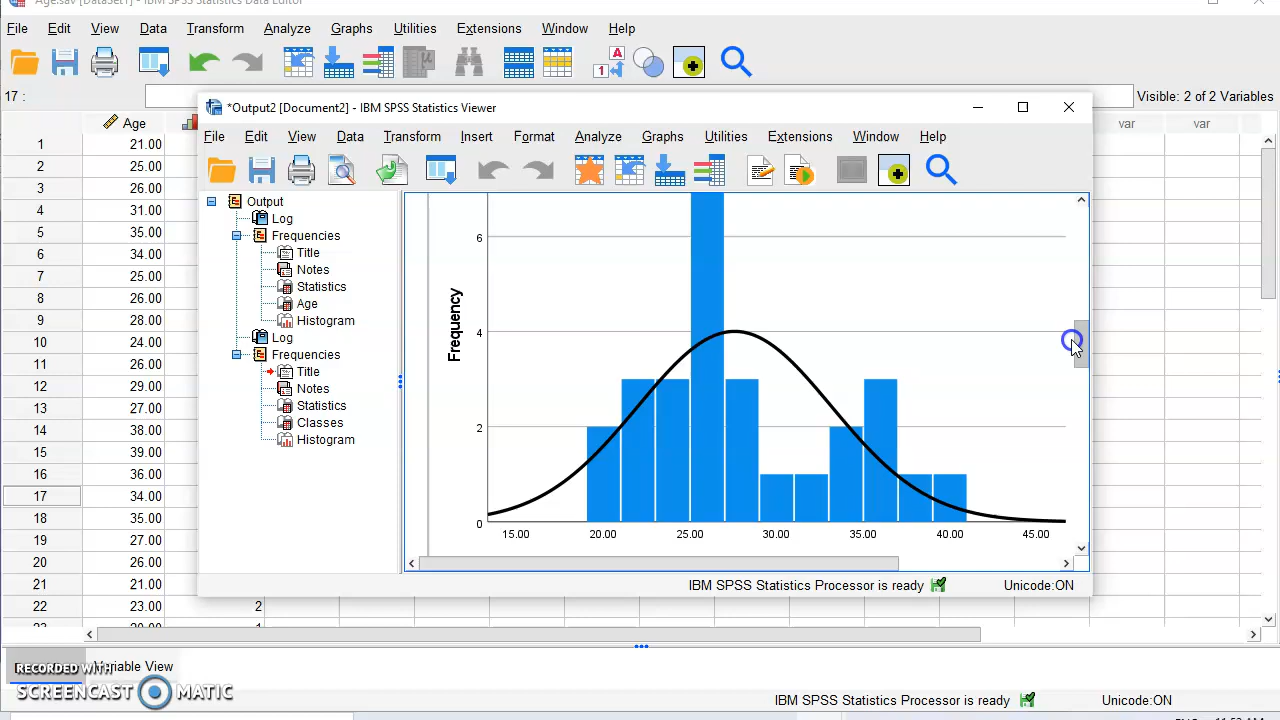 Age.sav [DataSet1] - IBM SPSS Statistics Data Editor
File Edit View Data Transform Analyze Graphs Utilities Extensions Window Help
17 :
Visible: 2 of 2 Variables
Age var var
1 21.00
2 25.00
3 26.00
4 31.00
5 35.00
6 34.00
7 25.00
8 26.00
9 28.00
10 24.00
11 26.00
12 29.00
13 27.00
14 38.00
15 39.00
16 36.00
17 34.00
18 35.00
19 27.00
20 26.00
21 21.00
22 23.00 2
*Output2 [Document2] - IBM SPSS Statistics Viewer
File Edit View Data Transform Insert Format Analyze Graphs Utilities Extensions Window Help
Output
Log
Frequencies
Title
Notes
Statistics
Age
Histogram
Log
Frequencies
Title
Notes
Statistics
Classes
Histogram
Frequency
6
4
2
0
15.00 20.00 25.00 30.00 35.00 40.00 45.00
IBM SPSS Statistics Processor is ready Unicode:ON
RECORDED WITH
SCREENCAST MATIC
Variable View
IBM SPSS Statistics Processor is ready Unicode:ON